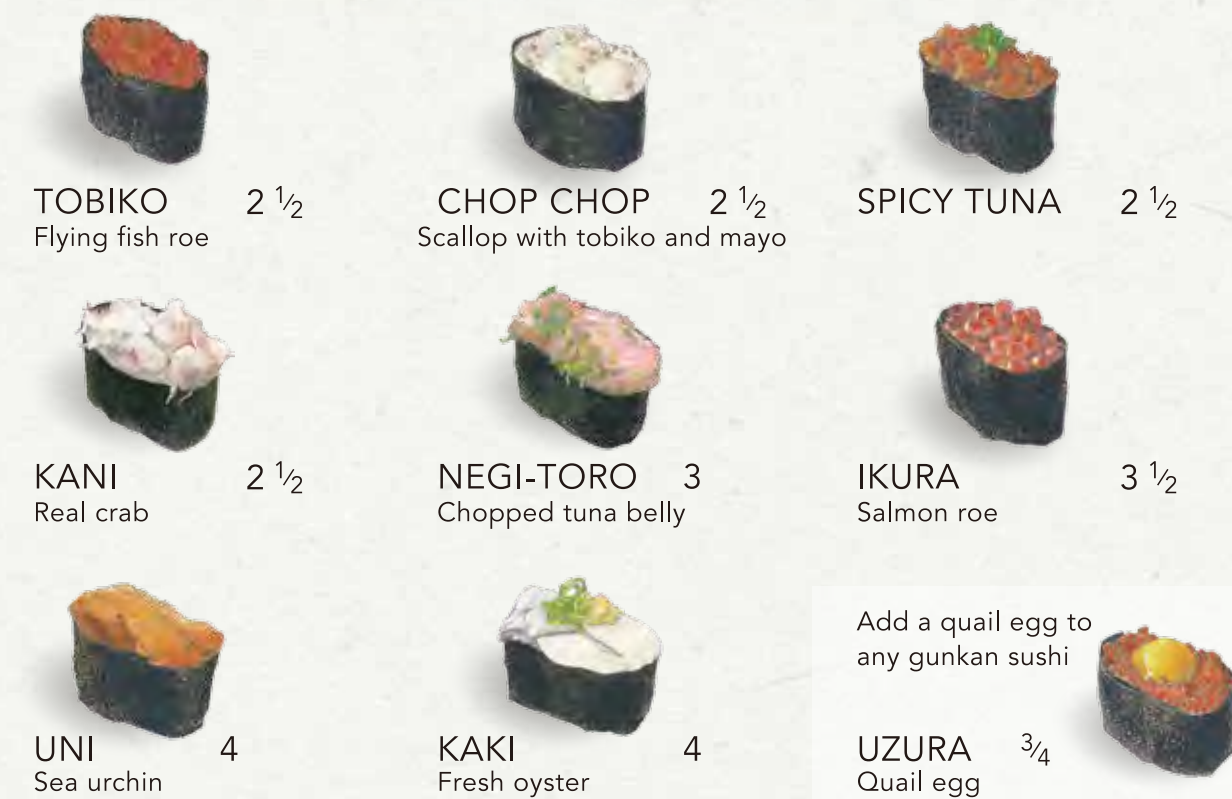 TOBIKO 2 ½
Flying fish roe
CHOP CHOP 2 ½
Scallop with tobiko and mayo
SPICY TUNA 2 ½
KANI 2 ½
Real crab
NEGI-TORO 3
Chopped tuna belly
IKURA 3 ½
Salmon roe
UNI 4
Sea urchin
KAKI 4
Fresh oyster
Add a quail egg to
any gunkan sushi
UZURA ¾
Quail egg